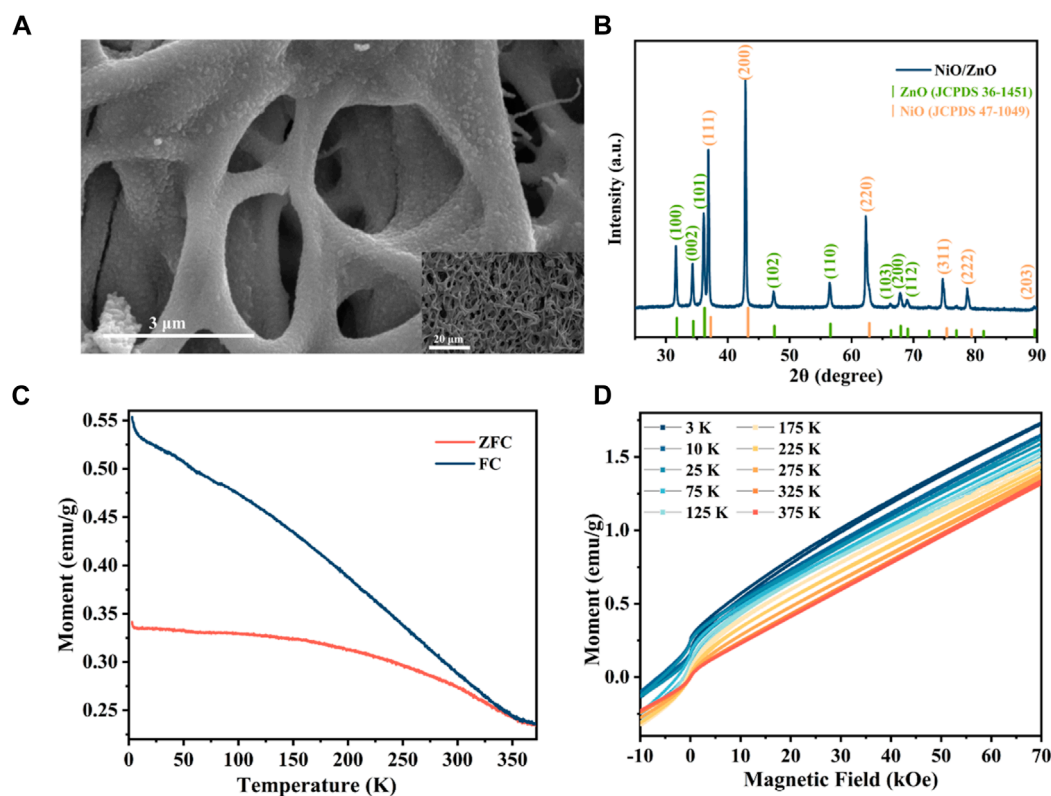 A
3 μm
20 μm
B
Intensity (a.u.)
(100)
(002)
(101)
(111)
(200)
(102)
(110)
(220)
(103)
(200)
(112)
(311)
(222)
(203)
NiO/ZnO
ZnO (JCPDS 36-1451)
NiO (JCPDS 47-1049)
30 40 50 60 70 80 90
2θ (degree)
C
Moment (emu/g)
0.55
0.50
0.45
0.40
0.35
0.30
0.25
ZFC
FC
0 50 100 150 200 250 300 350
Temperature (K)
D
Moment (emu/g)
1.5
1.0
0.5
0.0
3 K 175 K
10 K 225 K
25 K 275 K
75 K 325 K
125 K 375 K
-10 0 10 20 30 40 50 60 70
Magnetic Field (kOe)